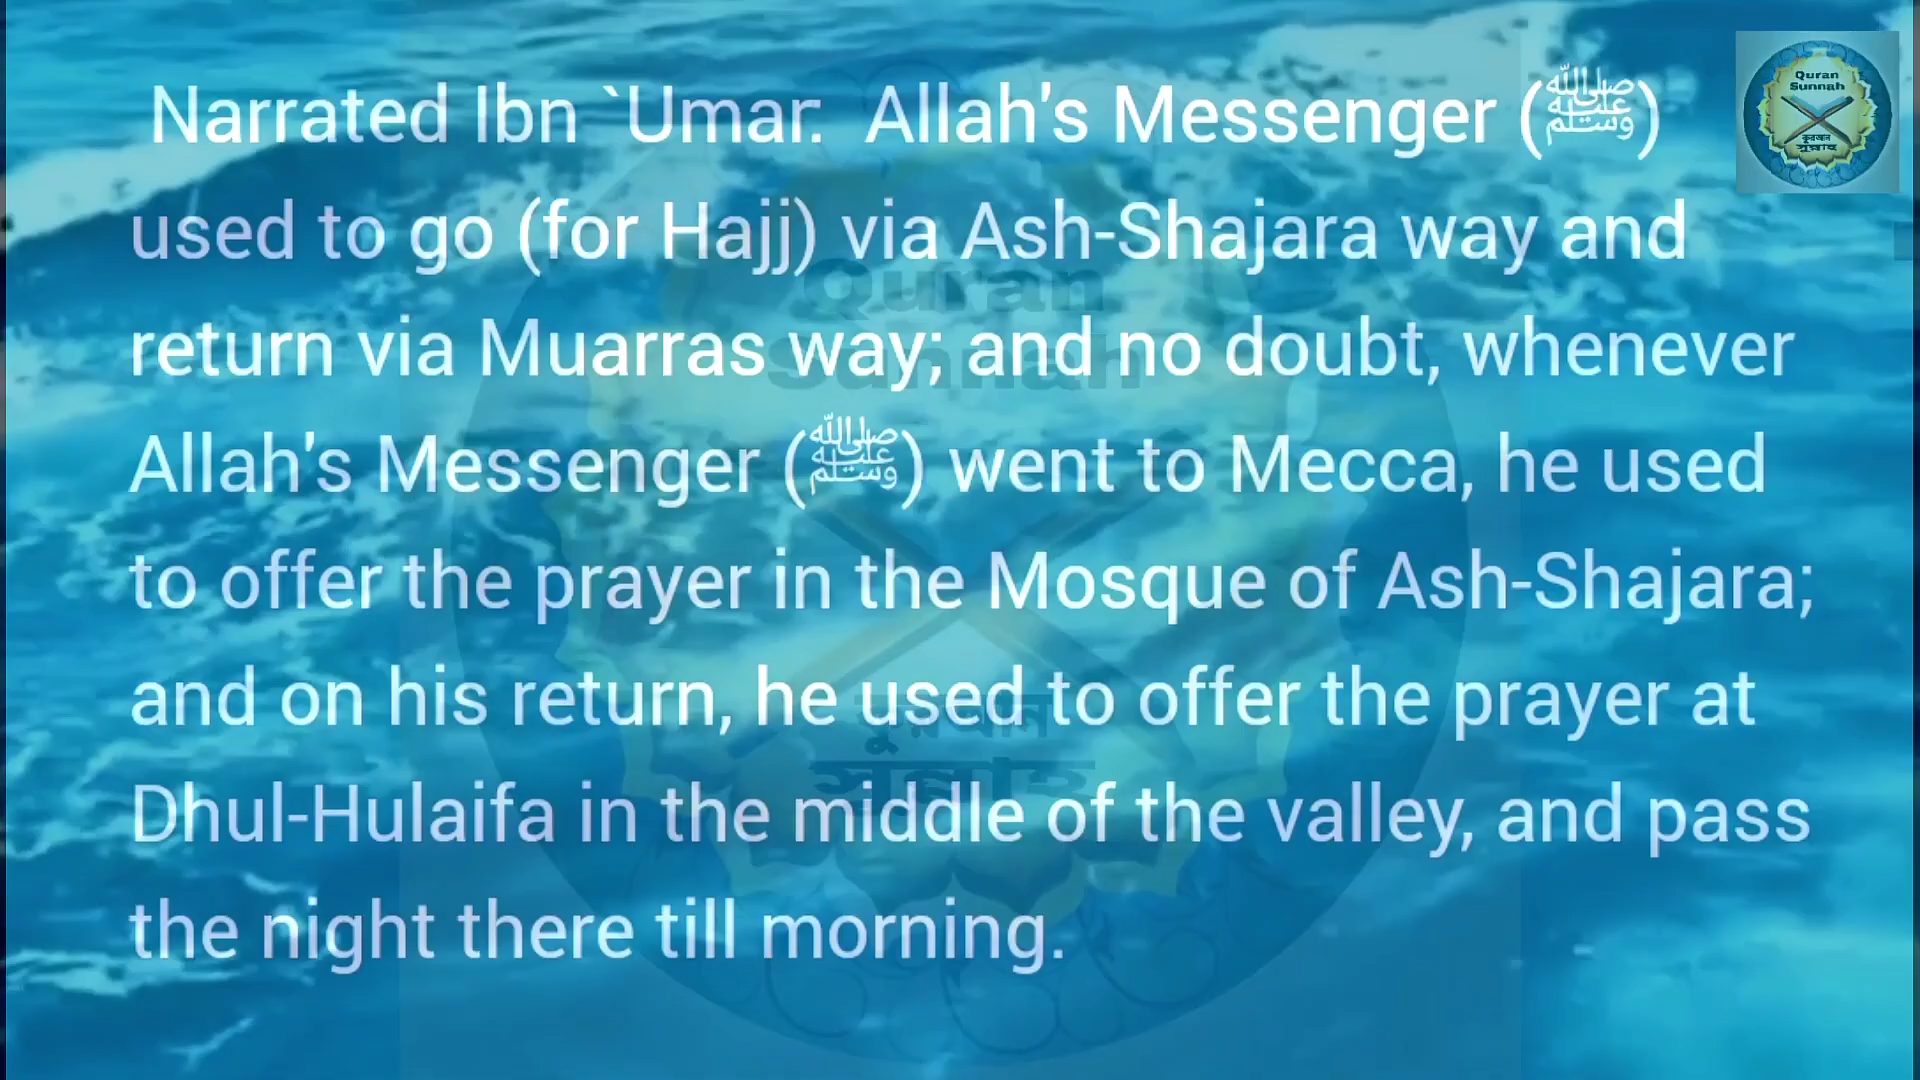 Narrated Ibn `Umar: Allah's Messenger (ﷺ)
used to go (for Hajj) via Ash-Shajara way and
return via Muarras way; and no doubt, whenever
Allah's Messenger (ﷺ) went to Mecca, he used
to offer the prayer in the Mosque of Ash-Shajara;
and on his return, he used to offer the prayer at
Dhul-Hulaifa in the middle of the valley, and pass
the night there till morning.
Quran
Sunnah
কুরআন
সুন্নাহ
Quran
Sunnah
কুরআন
সুন্নাহ